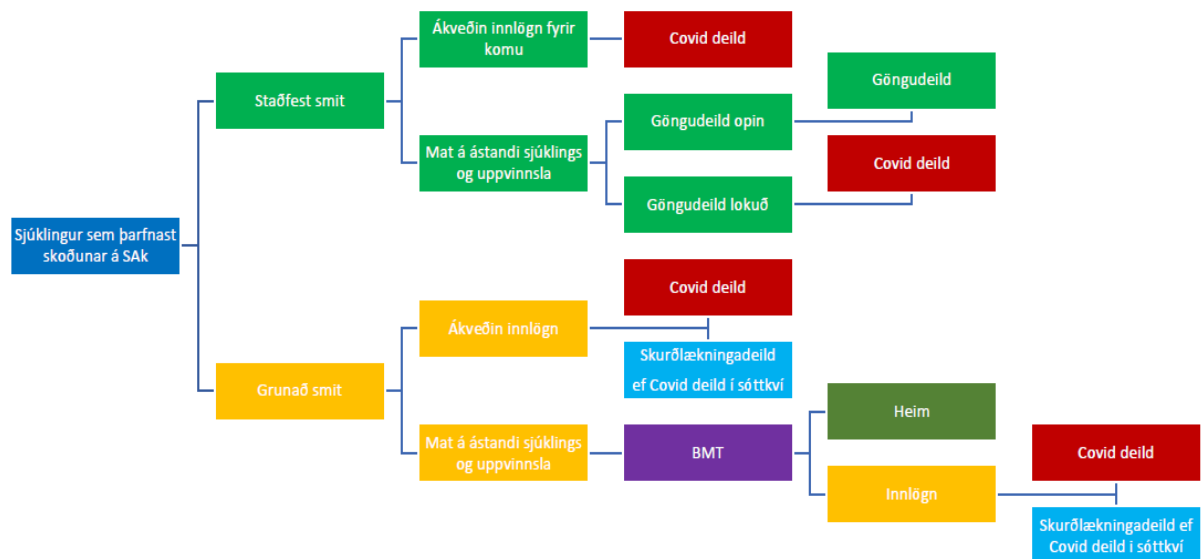 Ákveðin innlögn fyrir
komu
Covid deild
Staðfest smit
Göngudeild
Göngudeild opin
Mat á ástandi sjúklings
og uppvinnsla
Covid deild
Göngudeild lokuð
Sjúklingur sem þarfnast
skoðunar á SAk
Covid deild
Ákveðin innlögn
Skurðlækningadeild
ef Covid deild í sóttkví
Grunað smit
Heim
Mat á ástandi sjúklings
og uppvinnsla
BMT
Covid deild
Innlögn
Skurðlækningadeild ef
Covid deild i sóttkví